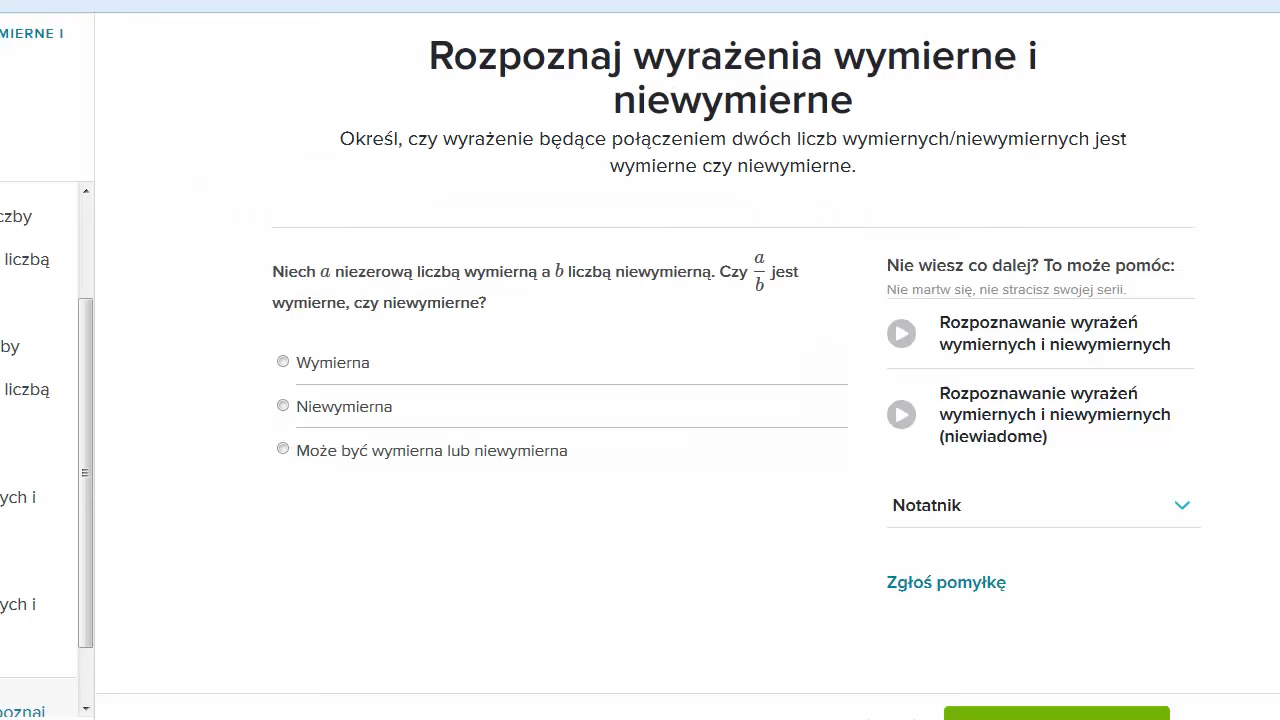 MIERNE I
Rozpoznaj wyrażenia wymierne i
niewymierne
Określ, czy wyrażenie będące połączeniem dwóch liczb wymiernych/niewymiernych jest
wymierne czy niewymierne.
czby
liczbą
by
liczbą
ych i
ych i
poznaj
Niech a niezerową liczbą wymierną a b liczbą niewymierną. Czy a/b jest
wymierne, czy niewymierne?
Wymierna
Niewymierna
Może być wymierna lub niewymierna
Nie wiesz co dalej? To może pomóc:
Nie martw się, nie stracisz swojej serii.
Rozpoznawanie wyrażeń
wymiernych i niewymiernych
Rozpoznawanie wyrażeń
wymiernych i niewymiernych
(niewiadome)
Notatnik
Zgłoś pomyłkę